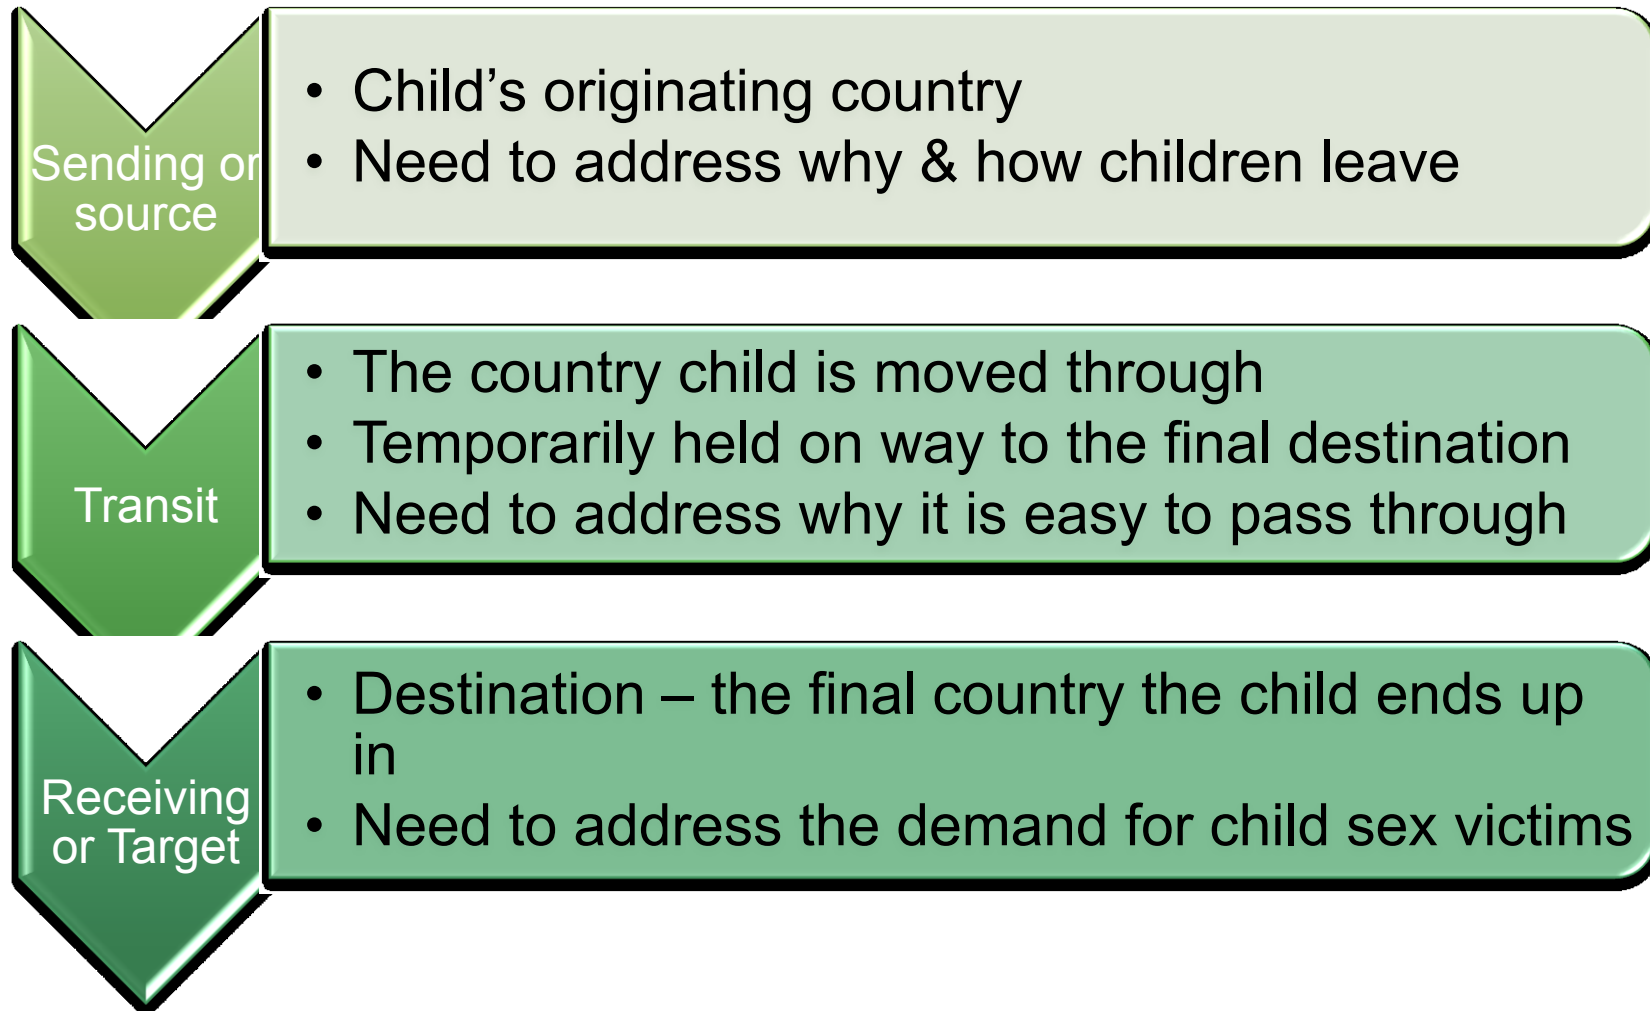 Sending or
source
• Child’s originating country
• Need to address why & how children leave
Transit
• The country child is moved through
• Temporarily held on way to the final destination
• Need to address why it is easy to pass through
Receiving
or Target
• Destination – the final country the child ends up
in
• Need to address the demand for child sex victims